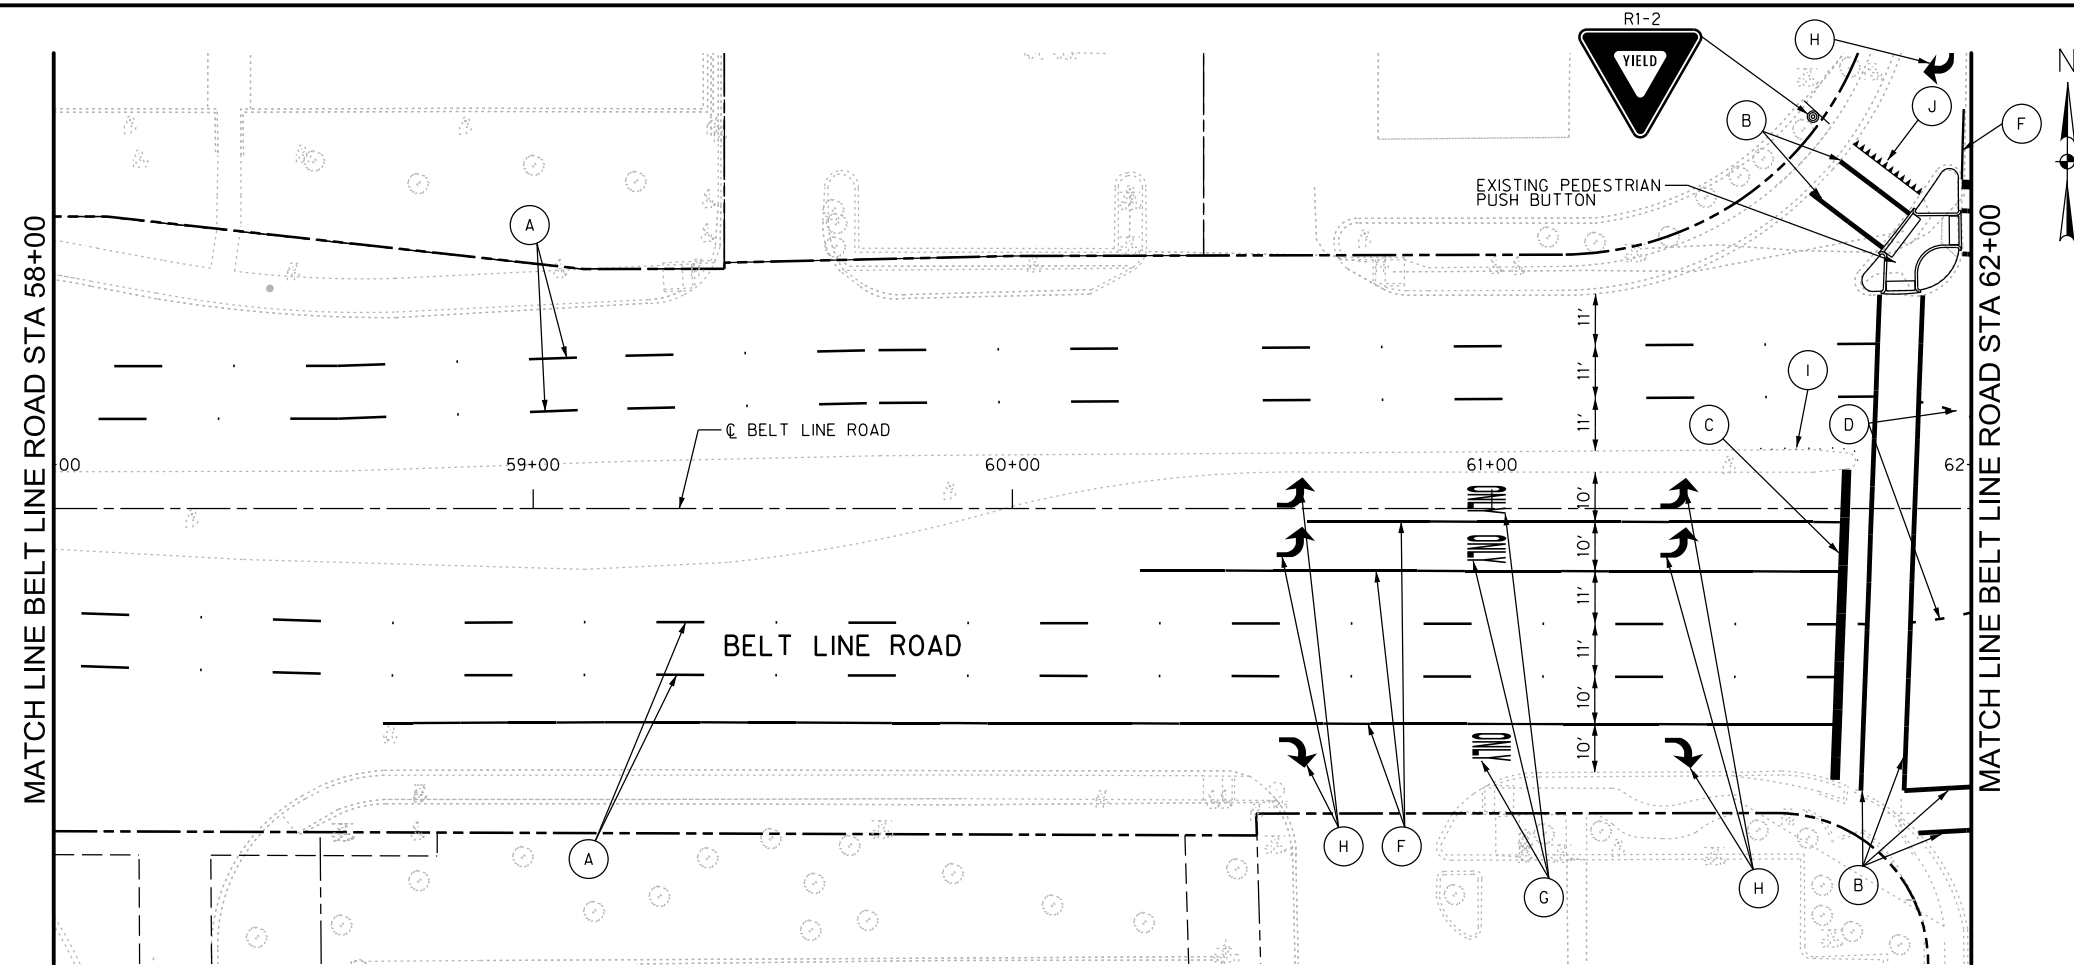 R1-2
YIELD
H
N
J
B
F
EXISTING PEDESTRIAN
PUSH BUTTON
A
11'
11'
11'
I
C
D
℄ BELT LINE ROAD
00
59+00
60+00
61+00
62
MATCH LINE BELT LINE ROAD STA 58+00
MATCH LINE BELT LINE ROAD STA 62+00
ONLY
ONLY
ONLY
10'
10'
11'
11'
10'
10'
BELT LINE ROAD
A
H
F
G
H
B